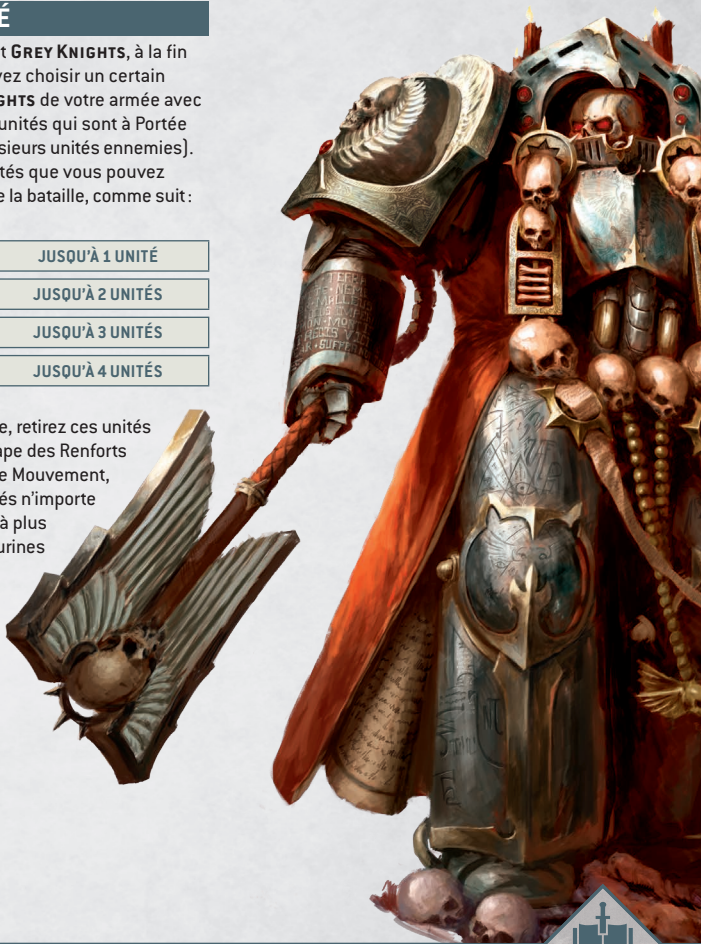 É
t GREY KNIGHTS, à la fin
vez choisir un certain
GHTS de votre armée avec
unités qui sont à Portée
sieurs unités ennemies).
tés que vous pouvez
e la bataille, comme suit :
JUSQU'À 1 UNITÉ
JUSQU'À 2 UNITÉS
JUSQU'À 3 UNITÉS
JUSQU'À 4 UNITÉS
e, retirez ces unités
ape des Renforts
e Mouvement,
és n'importe
à plus
urines